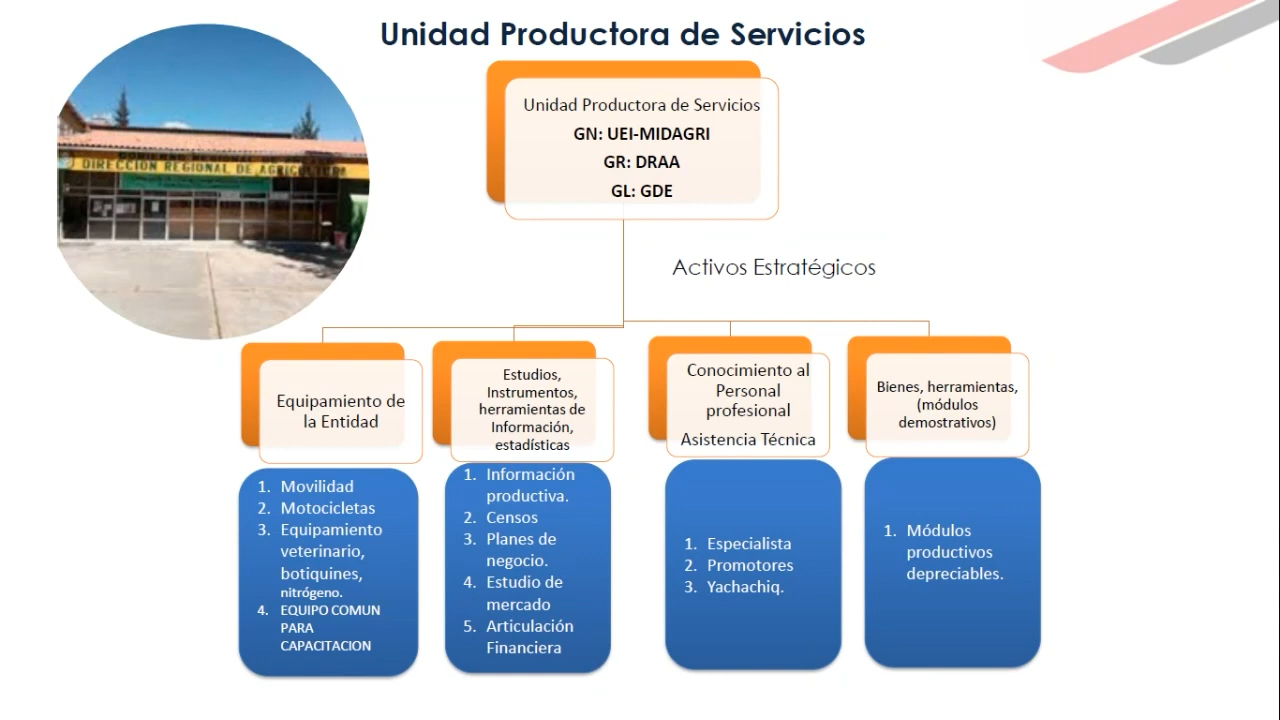 Unidad Productora de Servicios
DIRECCION REGIONAL DE AGRICULTURA
Unidad Productora de Servicios
GN: UEI-MIDAGRI
GR: DRAA
GL: GDE
Activos Estratégicos
Equipamiento de
la Entidad
1. Movilidad
2. Motocicletas
3. Equipamiento
veterinario,
botiquines,
nitrógeno.
4. EQUIPO COMUN
PARA
CAPACITACION
Estudios,
Instrumentos,
herramientas de
Información,
estadísticas
1. Información
productiva.
2. Censos
3. Planes de
negocio.
4. Estudio de
mercado
5. Articulación
Financiera
Conocimiento al
Personal
profesional
Asistencia Técnica
1. Especialista
2. Promotores
3. Yachachiq.
Bienes, herramientas,
(módulos
demostrativos)
1. Módulos
productivos
depreciables.